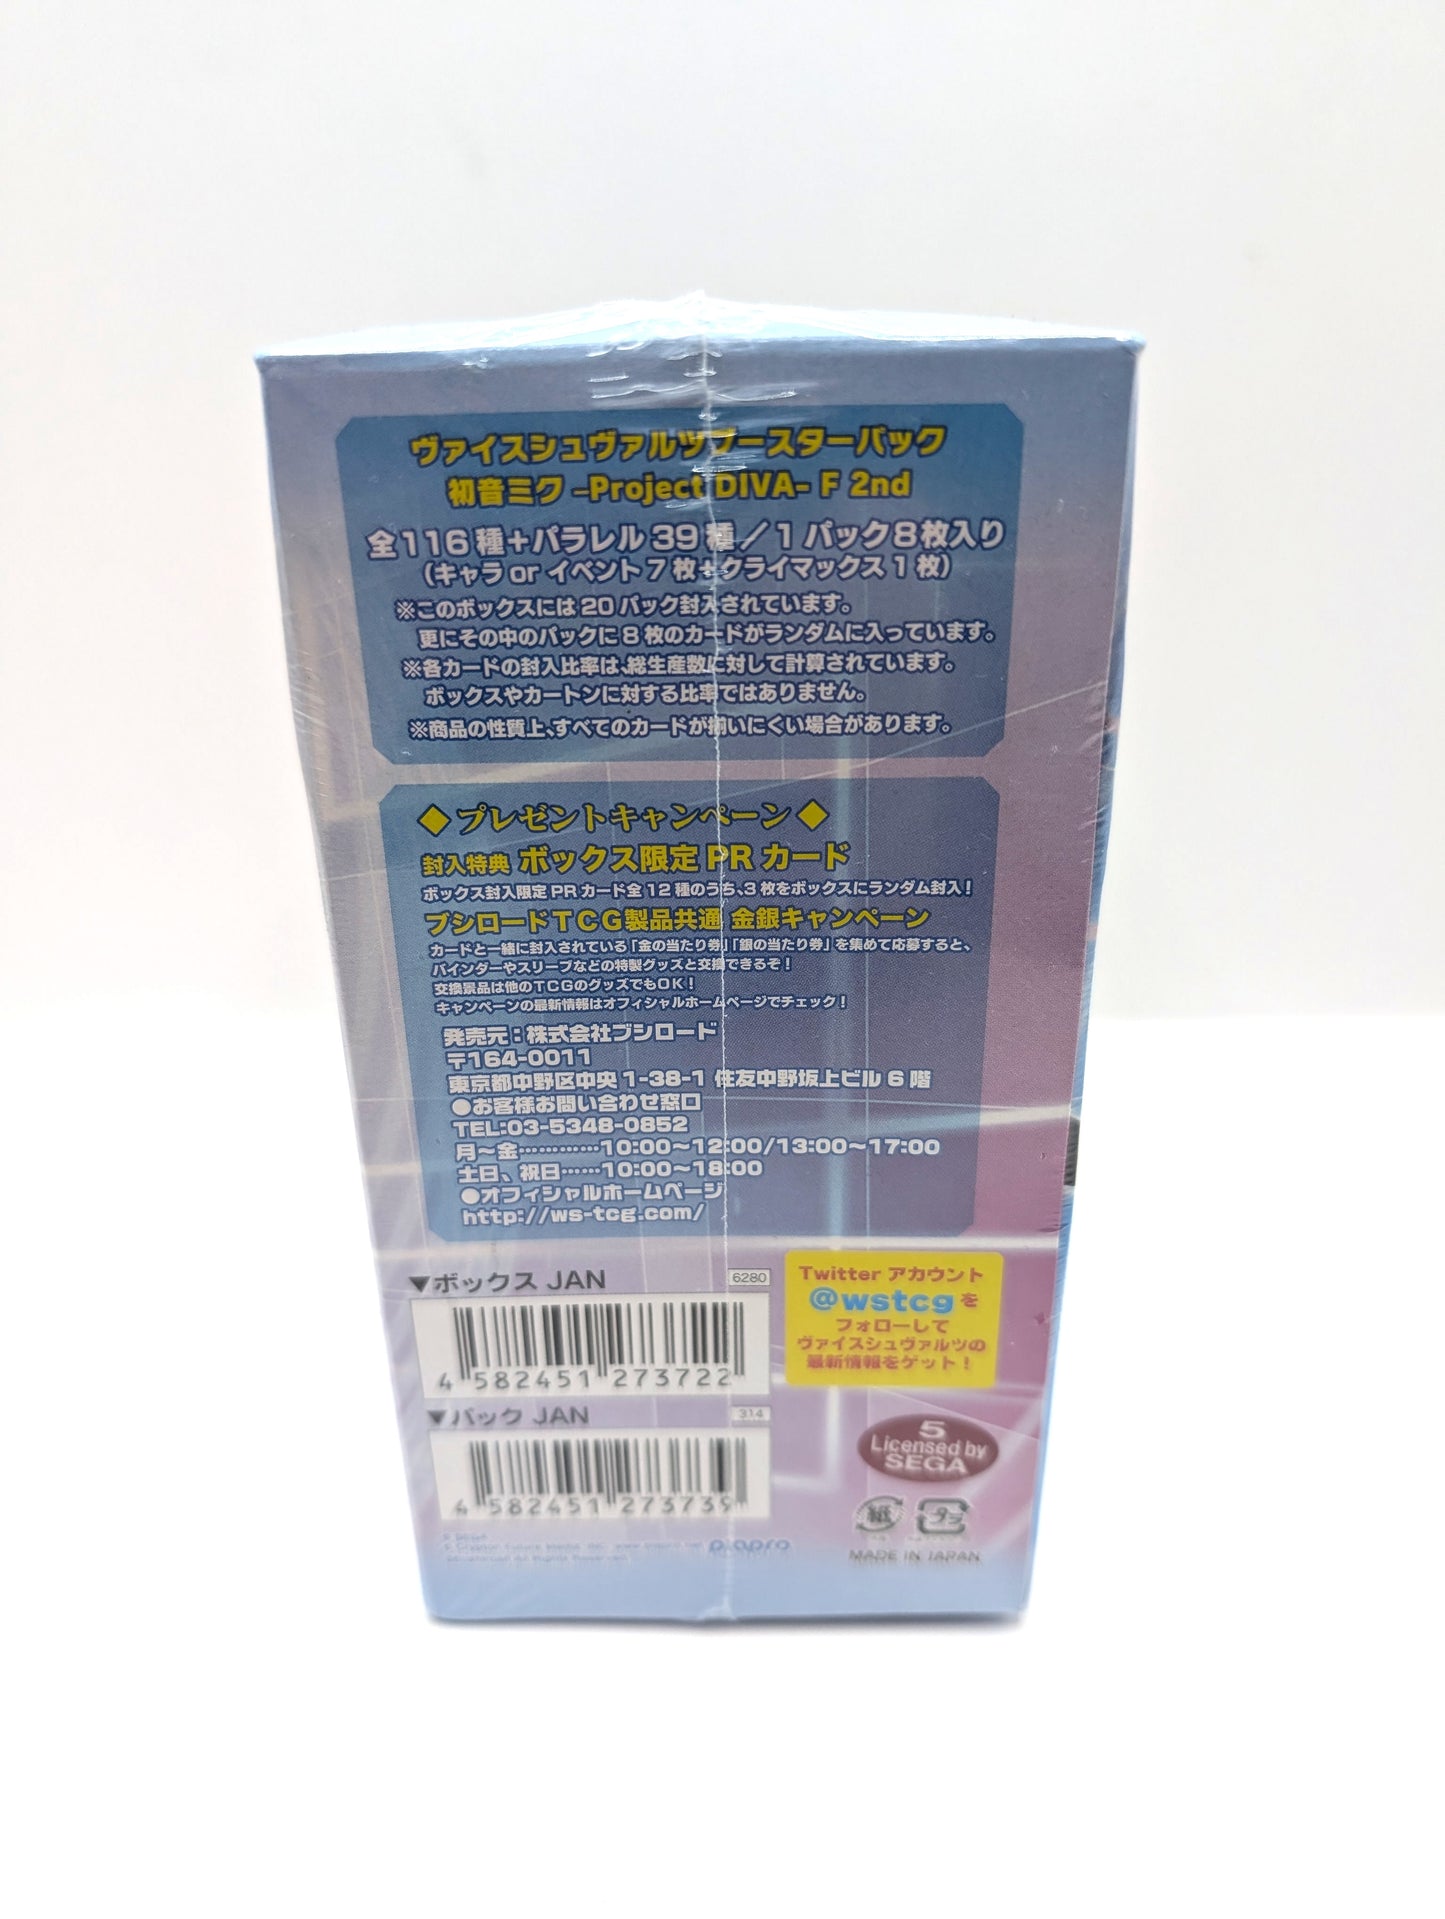 ヴァイスシュヴァルツブースターパック
初音ミク -Project DIVA- F 2nd
全116種+パラレル39種／1パック8枚入り
（キャラ or イベント7枚+クライマックス1枚）
※このボックスには20パック封入されています。
更にその中のパックに8枚のカードがランダムに入っています。
※各カードの封入比率は、総生産数に対して計算されています。
ボックスやカートンに対する比率ではありません。
※商品の性質上、すべてのカードが揃いにくい場合があります。
◆プレゼントキャンペーン◆
封入特典 ボックス限定PRカード
ボックス封入限定PRカード全12種のうち、3枚をボックスにランダム封入！
ブシロードTCG製品共通 金銀キャンペーン
カードと一緒に封入されている「金の当たり券」「銀の当たり券」を集めて応募すると、
バインダーやスリーブなどの特製グッズと交換できるぞ！
交換景品は他のTCGのグッズでもOK！
キャンペーンの最新情報はオフィシャルホームページでチェック！
発売元：株式会社ブシロード
〒164-0011
東京都中野区中央1-38-1 住友中野坂上ビル6階
●お客様お問い合わせ窓口
TEL:03-5348-0852
月～金…………10:00～12:00/13:00～17:00
土日、祝日……10:00～18:00
●オフィシャルホームページ
http://ws-tcg.com/
▼ボックス JAN 6280
4 582451 273722
▼パック JAN 314
4 582451 273739
Twitter アカウント
@wstcg を
フォローして
ヴァイスシュヴァルツの
最新情報をゲット！
5
Licensed by
SEGA
紙 プラ
MADE IN JAPAN
© SEGA
© Crypton Future Media, INC. www.piapro.net piapro
All Rights Reserved.